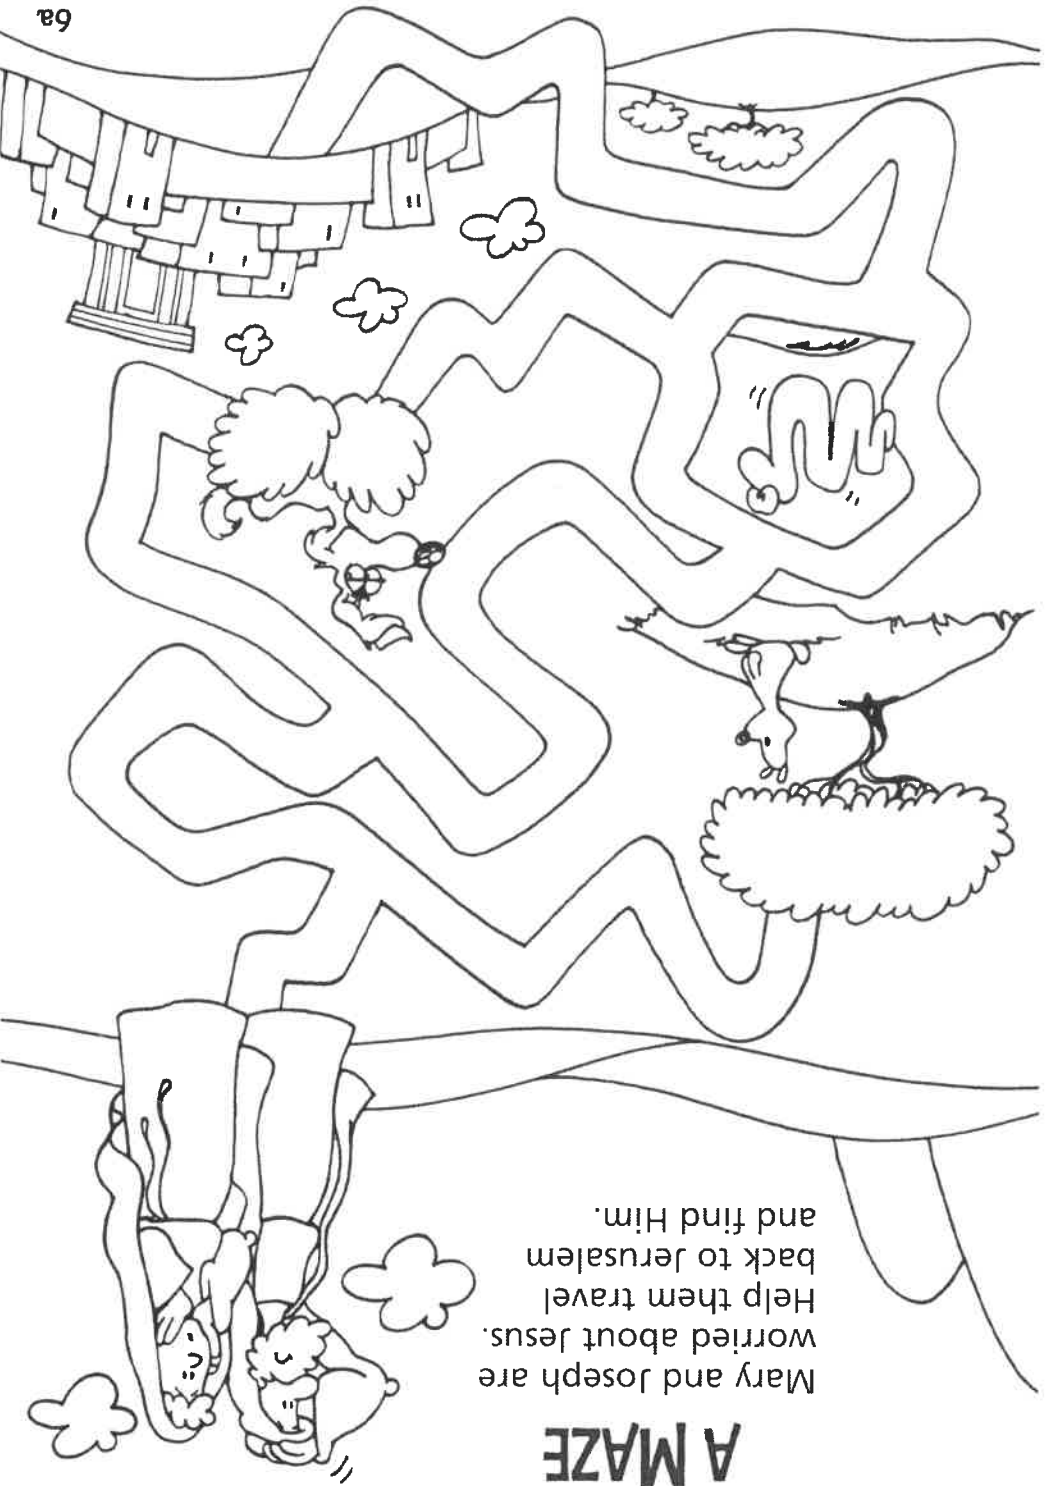 A MAZE
Mary and Joseph are
worried about Jesus.
Help them travel
back to Jerusalem
and find Him.
6a